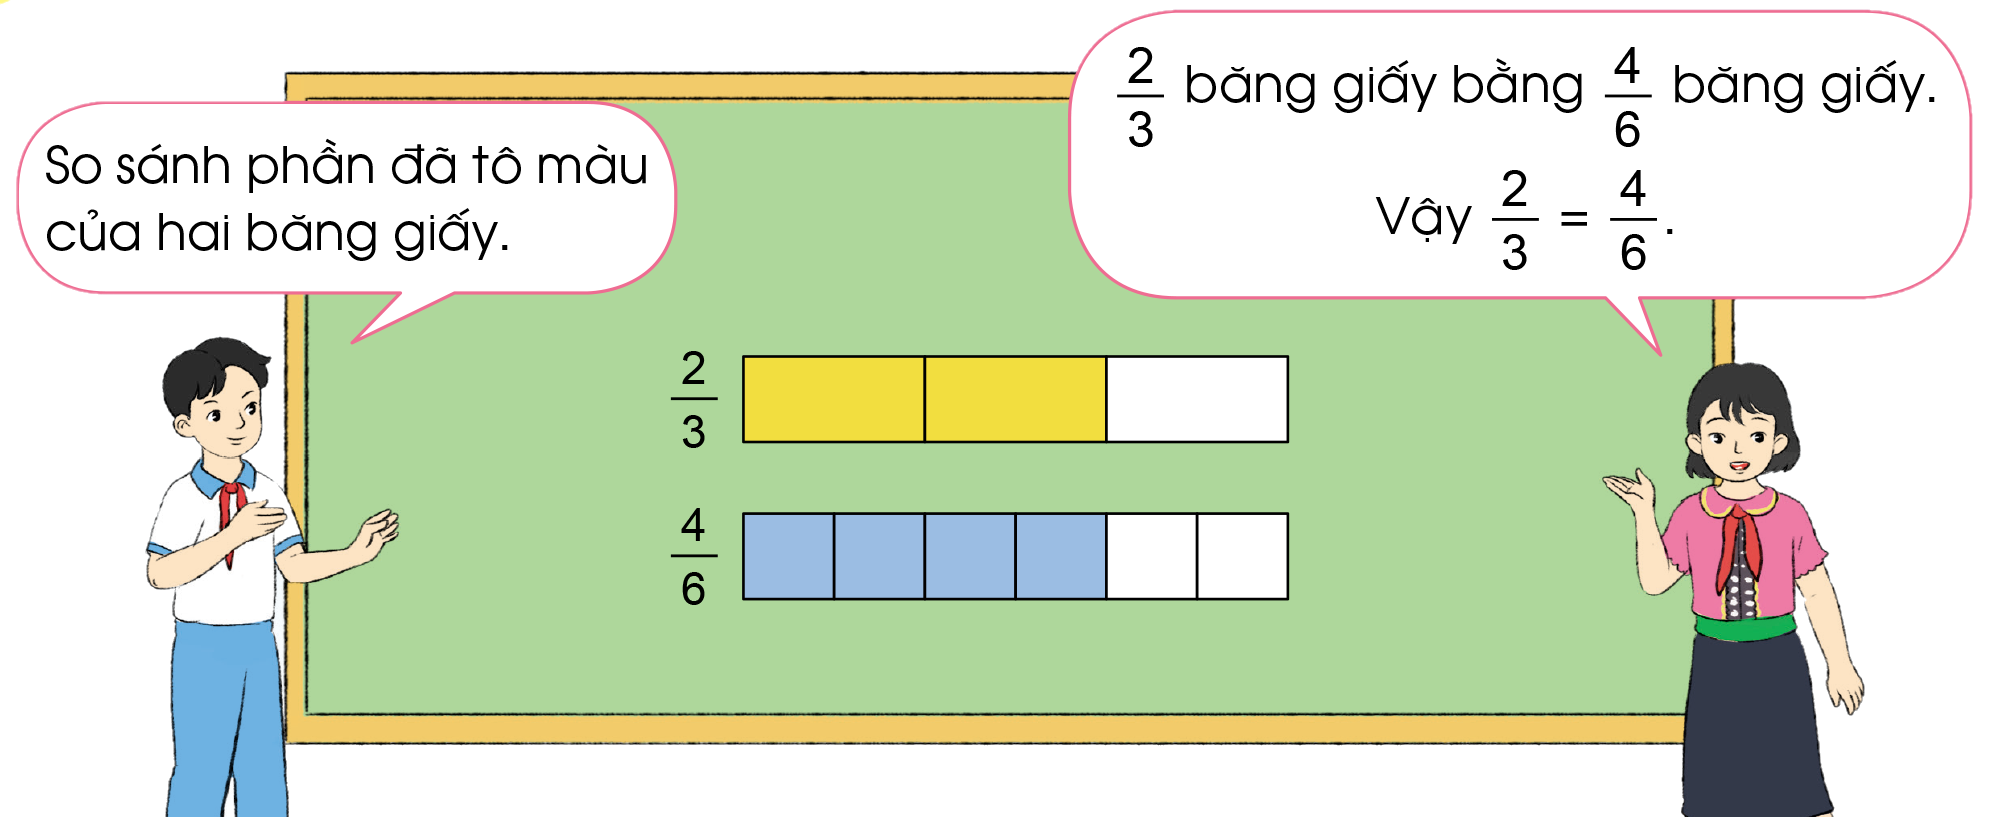 So sánh phần đã tô màu
của hai băng giấy.
2/3 băng giấy bằng 4/6 băng giấy.
Vậy 2/3 = 4/6.
2/3
4/6